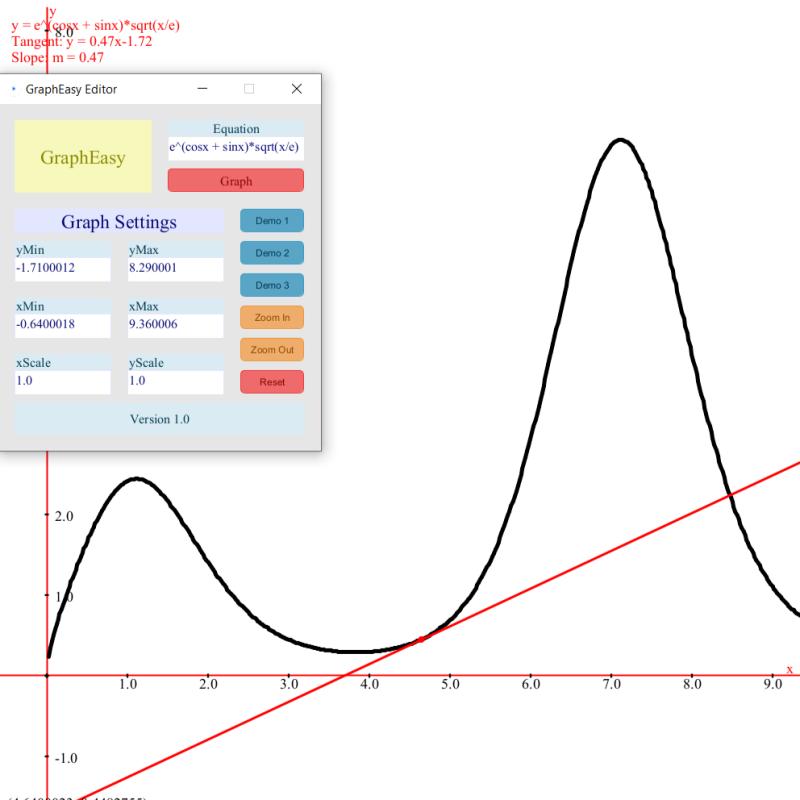 y
y = e^(cosx + sinx)*sqrt(x/e)
8.0
Tangent: y = 0.47x-1.72
Slope: m = 0.47
GraphEasy Editor
GraphEasy
Equation
e^(cosx + sinx)*sqrt(x/e)
Graph
Graph Settings
Demo 1
yMin
yMax
Demo 2
-1.7100012
8.290001
Demo 3
xMin
xMax
Zoom In
-0.6400018
9.360006
Zoom Out
xScale
yScale
1.0
1.0
Reset
Version 1.0
2.0
1.0
x
1.0 2.0 3.0 4.0 5.0 6.0 7.0 8.0 9.0
-1.0